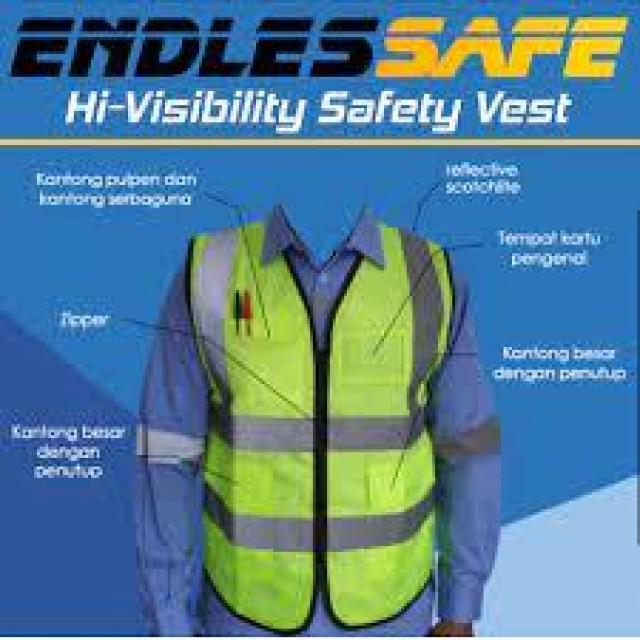 ENDLESSAFE
Hi-Visibility Safety Vest
Kantong pulpen dan
kantong serbaguna
reflective
scotchlite
Tempat kartu
pengenal
Zipper
Kantong besar
dengan penutup
Kantong besar
dengan
penutup